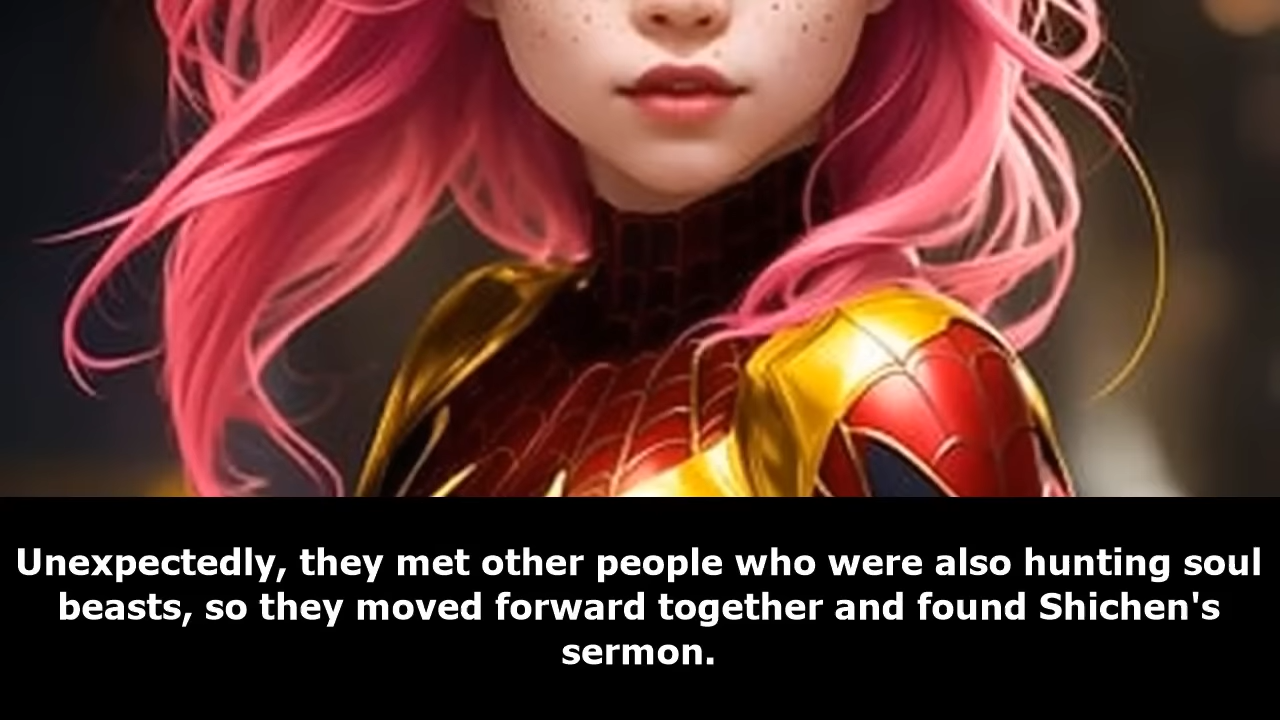 Unexpectedly, they met other people who were also hunting soul
beasts, so they moved forward together and found Shichen's
sermon.